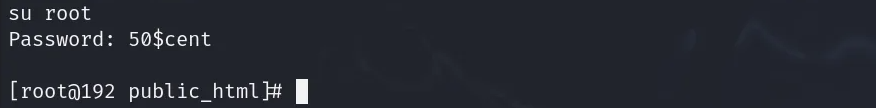 su root
Password: 50$cent
[root@192 public_html]#